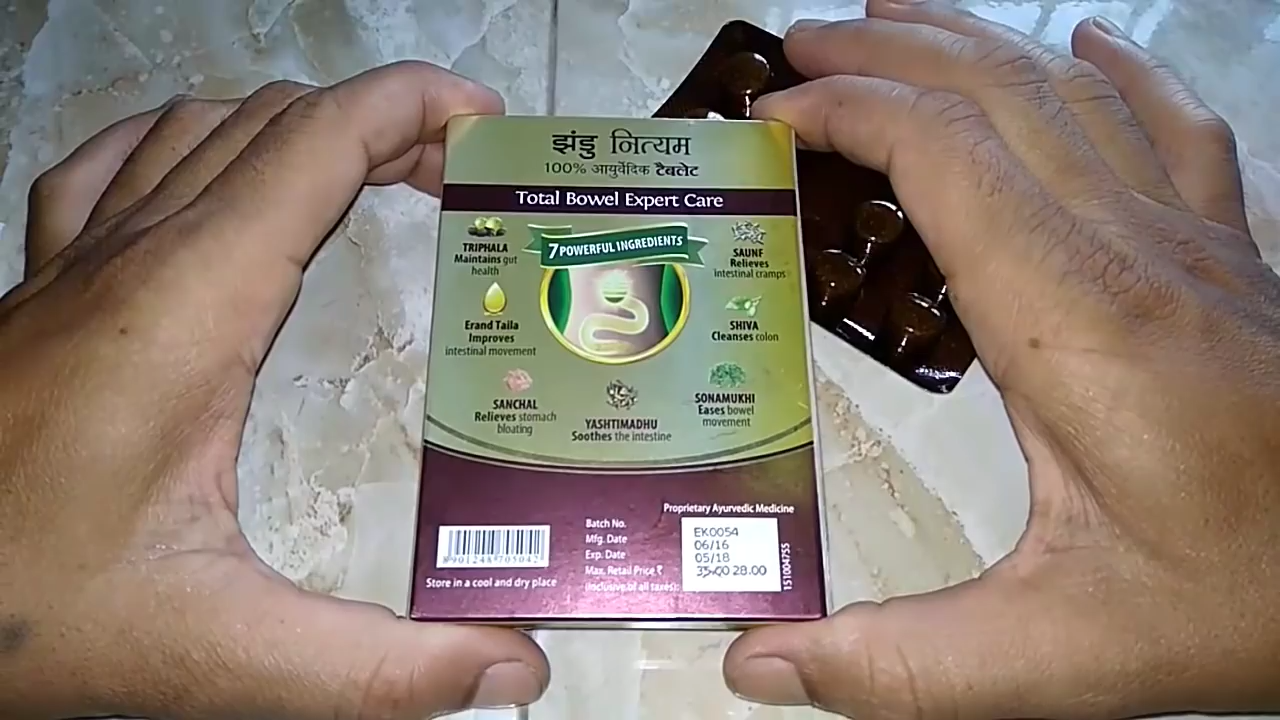 झंडु नित्यम
100% आयुर्वेदिक टैबलेट
Total Bowel Expert Care
7 POWERFUL INGREDIENTS
TRIPHALA
Maintains gut
health
SAUNF
Relieves
intestinal cramps
Erand Taila
Improves
intestinal movement
SHIVA
Cleanses colon
SANCHAL
Relieves stomach
bloating
YASHTIMADHU
Soothes the intestine
SONAMUKHI
Eases bowel
movement
Proprietary Ayurvedic Medicine
Batch No.
Mfg. Date
Exp. Date
Max. Retail Price ₹
(inclusive of all taxes):
EK0054
06/16
05/18
35.00 28.00
8901248705042
Store in a cool and dry place
151004755